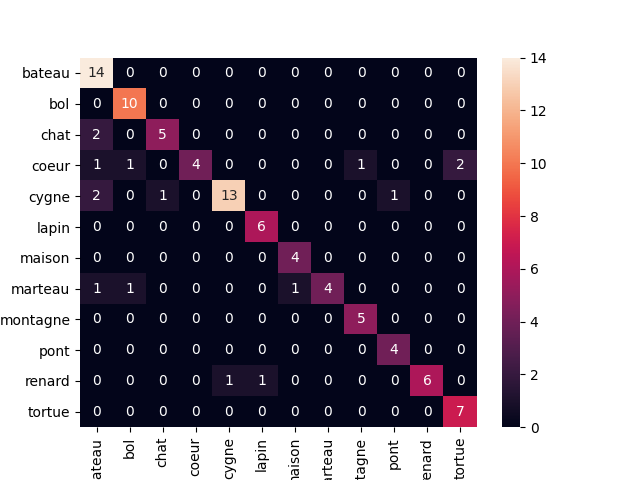 bateau 14 0 0 0 0 0 0 0 0 0 0 0
bol 0 10 0 0 0 0 0 0 0 0 0 0
chat 2 0 5 0 0 0 0 0 0 0 0 0
coeur 1 1 0 4 0 0 0 0 1 0 0 2
cygne 2 0 1 0 13 0 0 0 0 1 0 0
lapin 0 0 0 0 0 6 0 0 0 0 0 0
maison 0 0 0 0 0 0 4 0 0 0 0 0
marteau 1 1 0 0 0 0 1 4 0 0 0 0
montagne 0 0 0 0 0 0 0 0 5 0 0 0
pont 0 0 0 0 0 0 0 0 0 4 0 0
renard 0 0 0 0 1 1 0 0 0 0 6 0
tortue 0 0 0 0 0 0 0 0 0 0 0 7
ateau bol chat coeur cygne lapin naison arteau tagne pont enard tortue
14
12
10
8
6
4
2
0